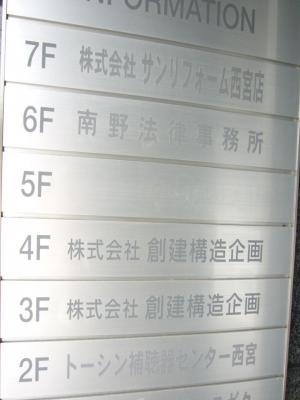 INFORMATION
7F 株式会社 サンリフォーム西宮店
6F 南野法律事務所
5F
4F 株式会社 創建構造企画
3F 株式会社 創建構造企画
2F トーシン補聴器センター西宮